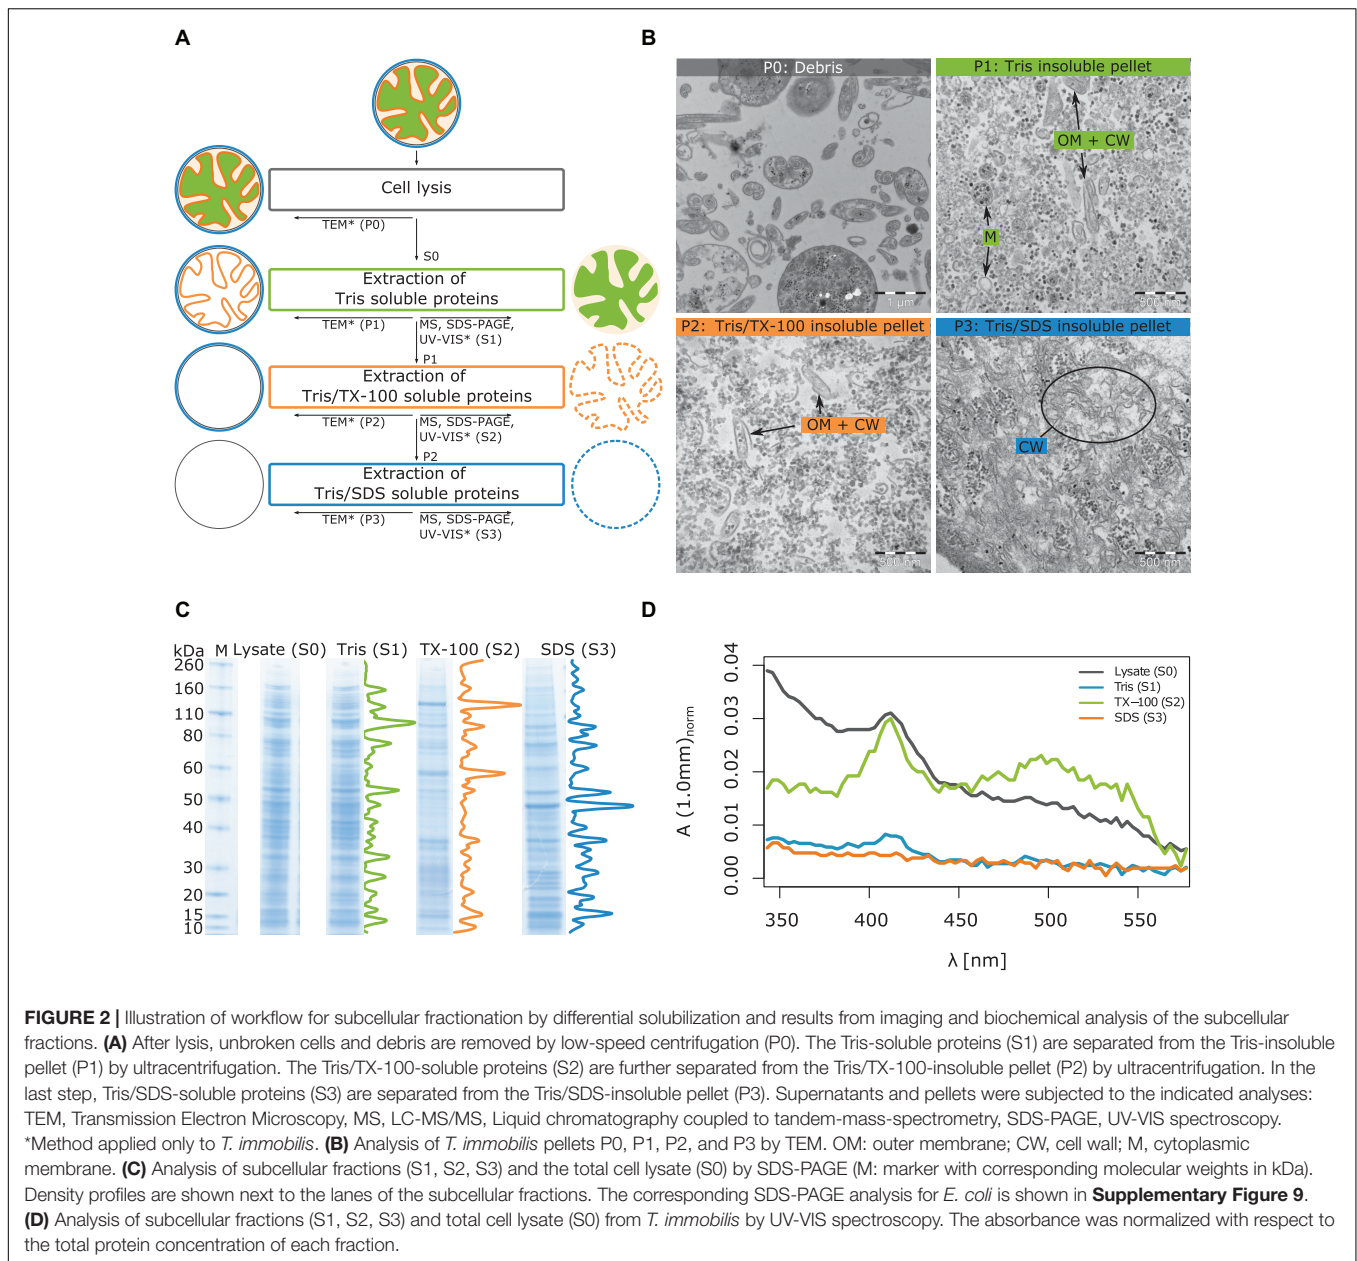 A
Cell lysis
TEM* (P0)
S0
Extraction of
Tris soluble proteins
TEM* (P1)
MS, SDS-PAGE,
UV-VIS* (S1)
P1
Extraction of
Tris/TX-100 soluble proteins
TEM* (P2)
MS, SDS-PAGE,
UV-VIS* (S2)
P2
Extraction of
Tris/SDS soluble proteins
TEM* (P3)
MS, SDS-PAGE,
UV-VIS* (S3)
B
P0: Debris
1 µm
P1: Tris insoluble pellet
OM + CW
M
500 nm
P2: Tris/TX-100 insoluble pellet
OM + CW
500 nm
P3: Tris/SDS insoluble pellet
CW
500 nm
C
kDa M Lysate (S0) Tris (S1) TX-100 (S2) SDS (S3)
260
160
110
80
60
50
40
30
20
15
10
D
A (1.0mm)norm
0.04
0.03
0.02
0.01
0.00
350 400 450 500 550
λ [nm]
Lysate (S0)
Tris (S1)
TX−100 (S2)
SDS (S3)
FIGURE 2 | Illustration of workflow for subcellular fractionation by differential solubilization and results from imaging and biochemical analysis of the subcellular
fractions. (A) After lysis, unbroken cells and debris are removed by low-speed centrifugation (P0). The Tris-soluble proteins (S1) are separated from the Tris-insoluble
pellet (P1) by ultracentrifugation. The Tris/TX-100-soluble proteins (S2) are further separated from the Tris/TX-100-insoluble pellet (P2) by ultracentrifugation. In the
last step, Tris/SDS-soluble proteins (S3) are separated from the Tris/SDS-insoluble pellet (P3). Supernatants and pellets were subjected to the indicated analyses:
TEM, Transmission Electron Microscopy, MS, LC-MS/MS, Liquid chromatography coupled to tandem-mass-spectrometry, SDS-PAGE, UV-VIS spectroscopy.
*Method applied only to T. immobilis. (B) Analysis of T. immobilis pellets P0, P1, P2, and P3 by TEM. OM: outer membrane; CW, cell wall; M, cytoplasmic
membrane. (C) Analysis of subcellular fractions (S1, S2, S3) and the total cell lysate (S0) by SDS-PAGE (M: marker with corresponding molecular weights in kDa).
Density profiles are shown next to the lanes of the subcellular fractions. The corresponding SDS-PAGE analysis for E. coli is shown in Supplementary Figure 9.
(D) Analysis of subcellular fractions (S1, S2, S3) and total cell lysate (S0) from T. immobilis by UV-VIS spectroscopy. The absorbance was normalized with respect to
the total protein concentration of each fraction.